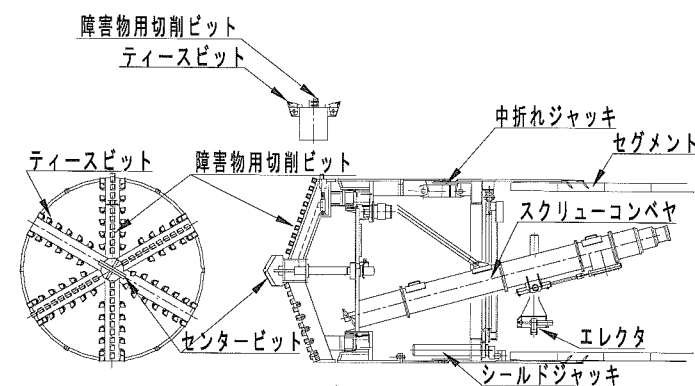 障害物用切削ビット
ティースビット
中折れジャッキ
セグメント
ティースビット
障害物用切削ビット
スクリューコンベヤ
センタービット
エレクタ
シールドジャッキ